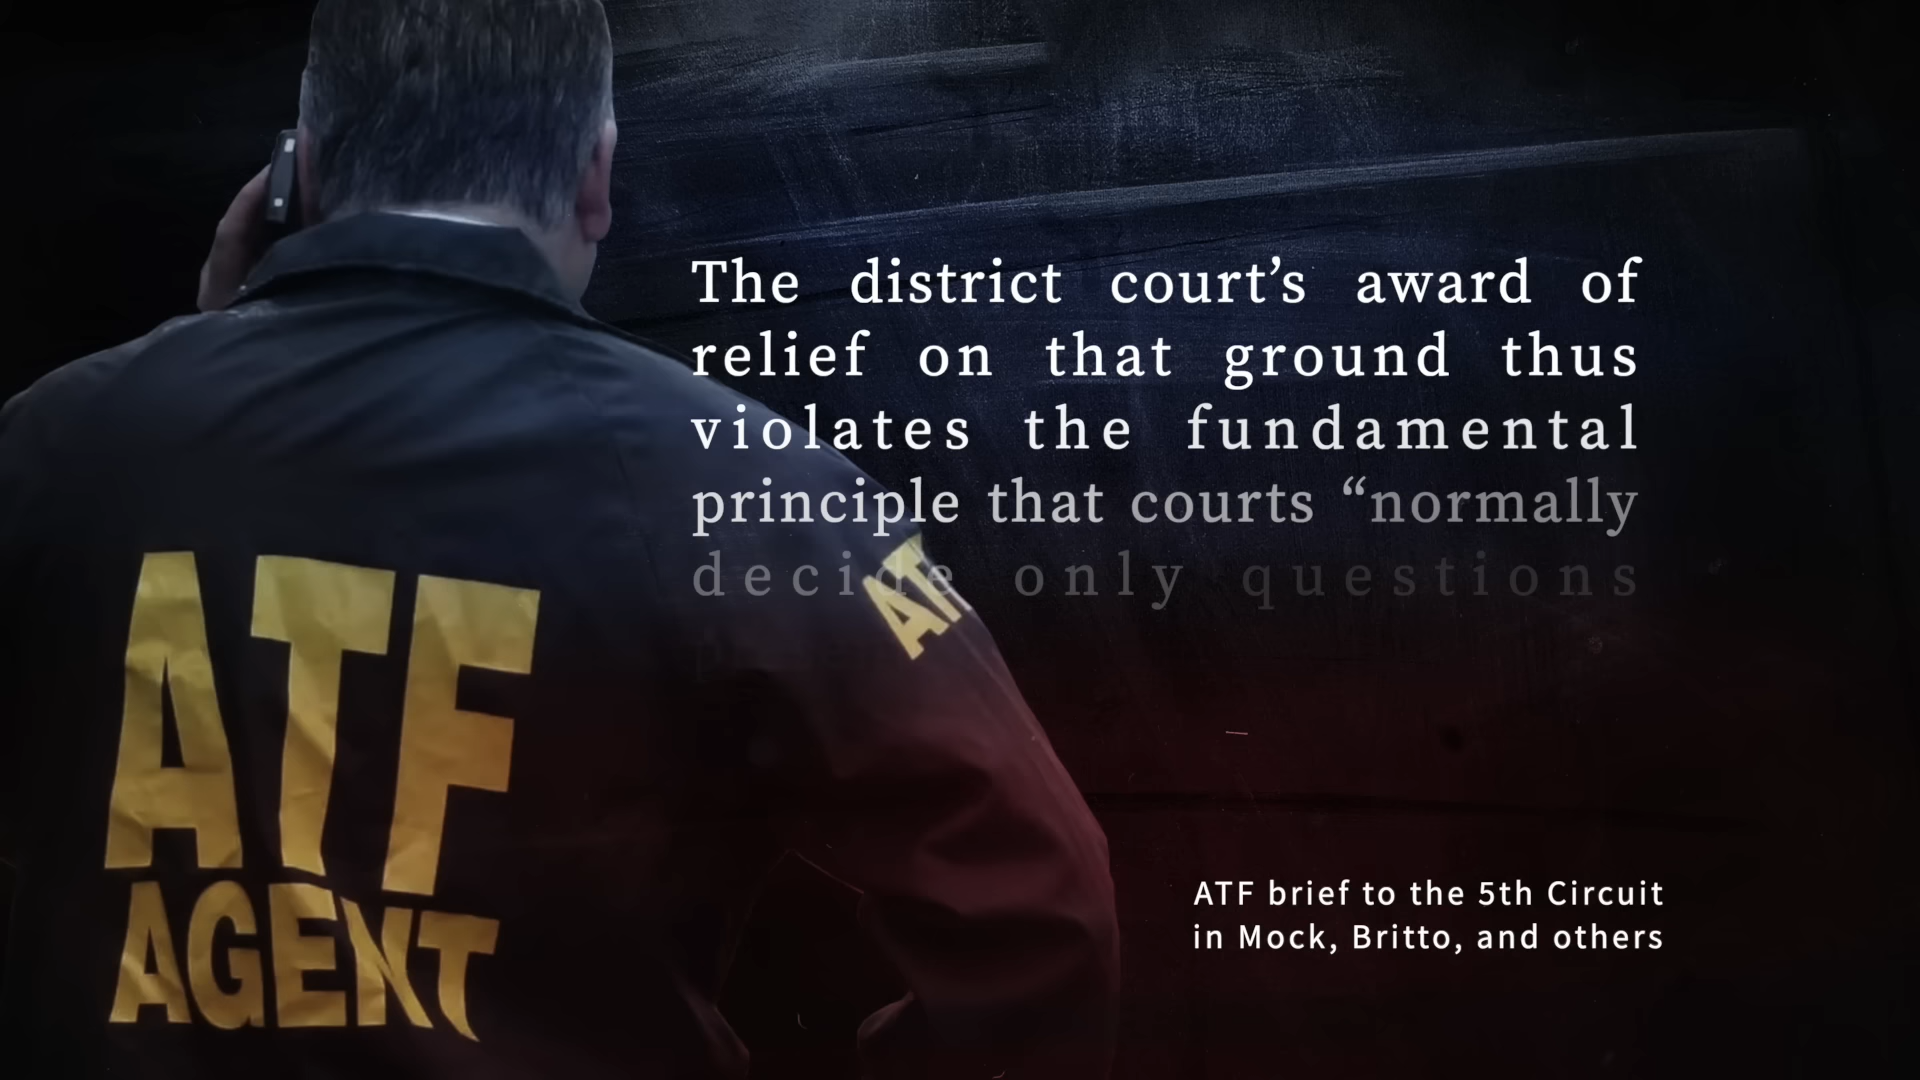 The district court’s award of
relief on that ground thus
violates the fundamental
principle that courts “normally
decide only questions
ATF
ATF
AGENT
ATF brief to the 5th Circuit
in Mock, Britto, and others